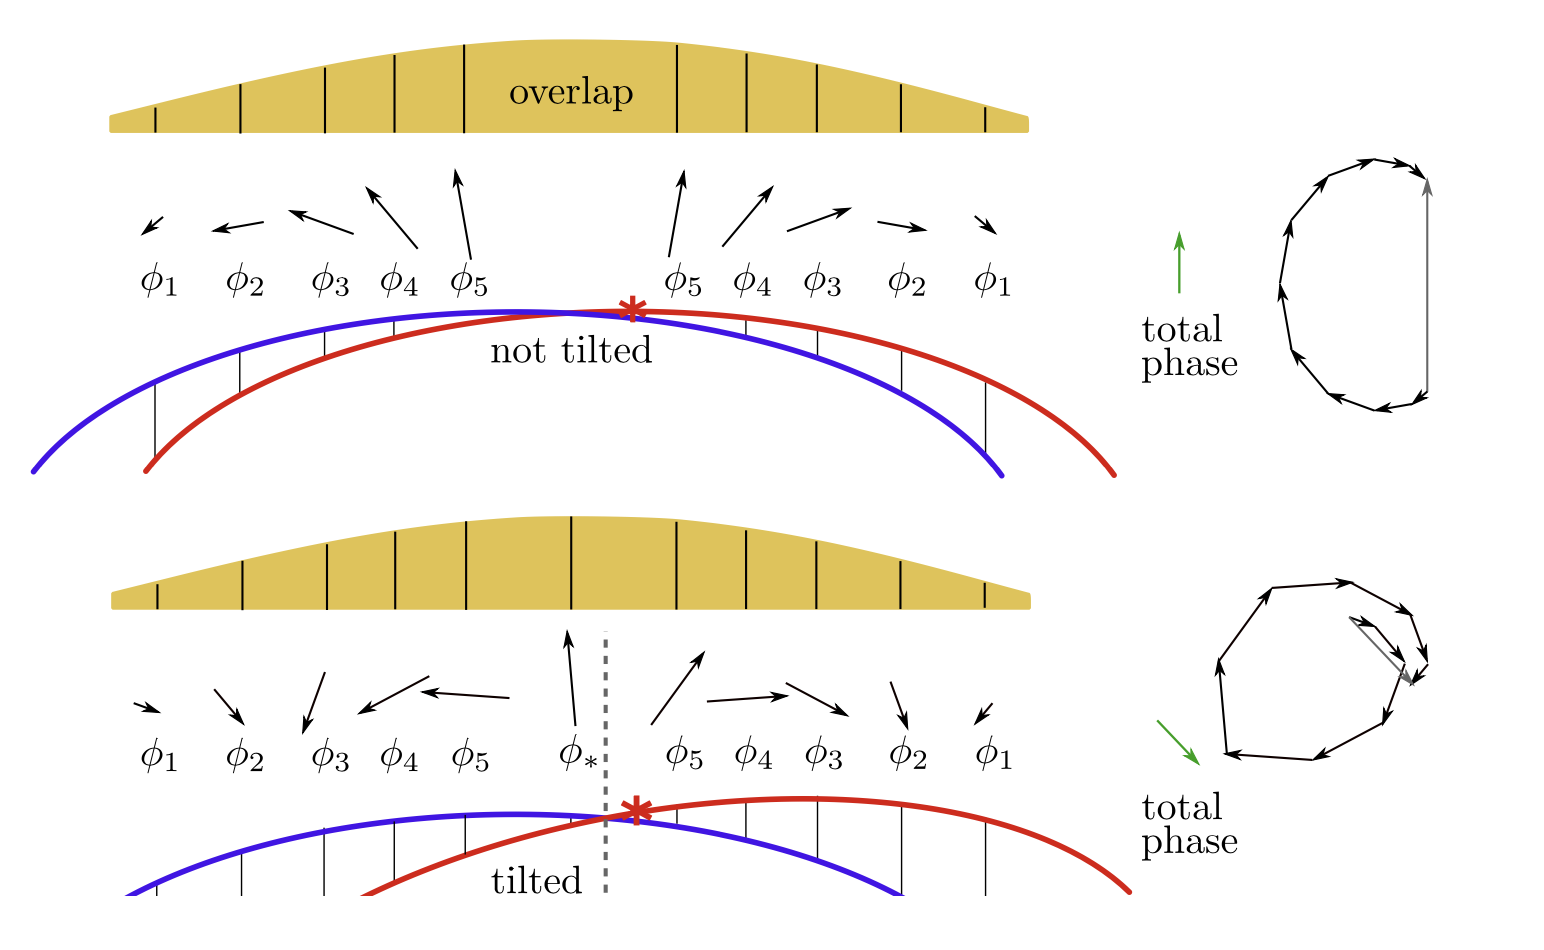 overlap
ϕ₁ ϕ₂ ϕ₃ ϕ₄ ϕ₅ ϕ₅ ϕ₄ ϕ₃ ϕ₂ ϕ₁
not tilted
total
phase
ϕ₁ ϕ₂ ϕ₃ ϕ₄ ϕ₅ ϕ* ϕ₅ ϕ₄ ϕ₃ ϕ₂ ϕ₁
tilted
total
phase